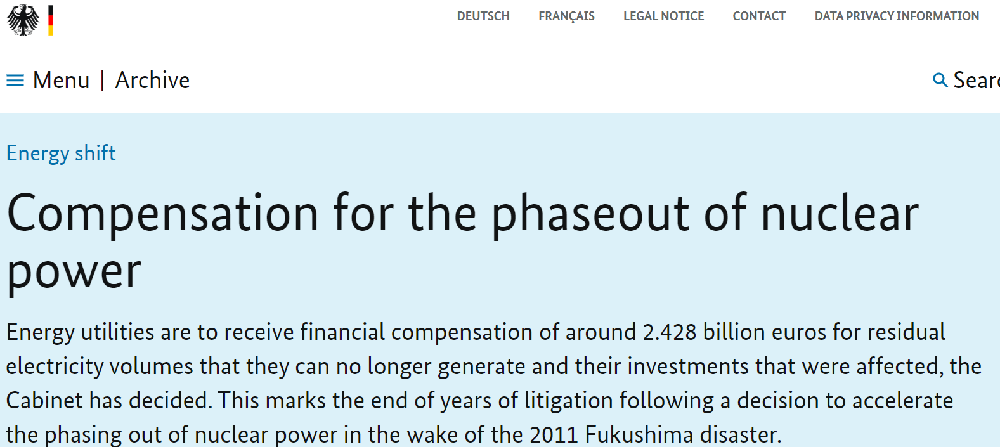 DEUTSCH FRANÇAIS LEGAL NOTICE CONTACT DATA PRIVACY INFORMATION
Menu | Archive
Energy shift
Compensation for the phaseout of nuclear
power
Energy utilities are to receive financial compensation of around 2.428 billion euros for residual
electricity volumes that they can no longer generate and their investments that were affected, the
Cabinet has decided. This marks the end of years of litigation following a decision to accelerate
the phasing out of nuclear power in the wake of the 2011 Fukushima disaster.